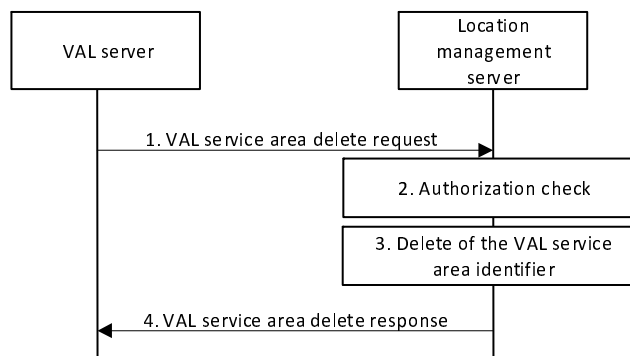 VAL server
Location
management
server
1. VAL service area delete request
2. Authorization check
3. Delete of the VAL service
area identifier
4. VAL service area delete response